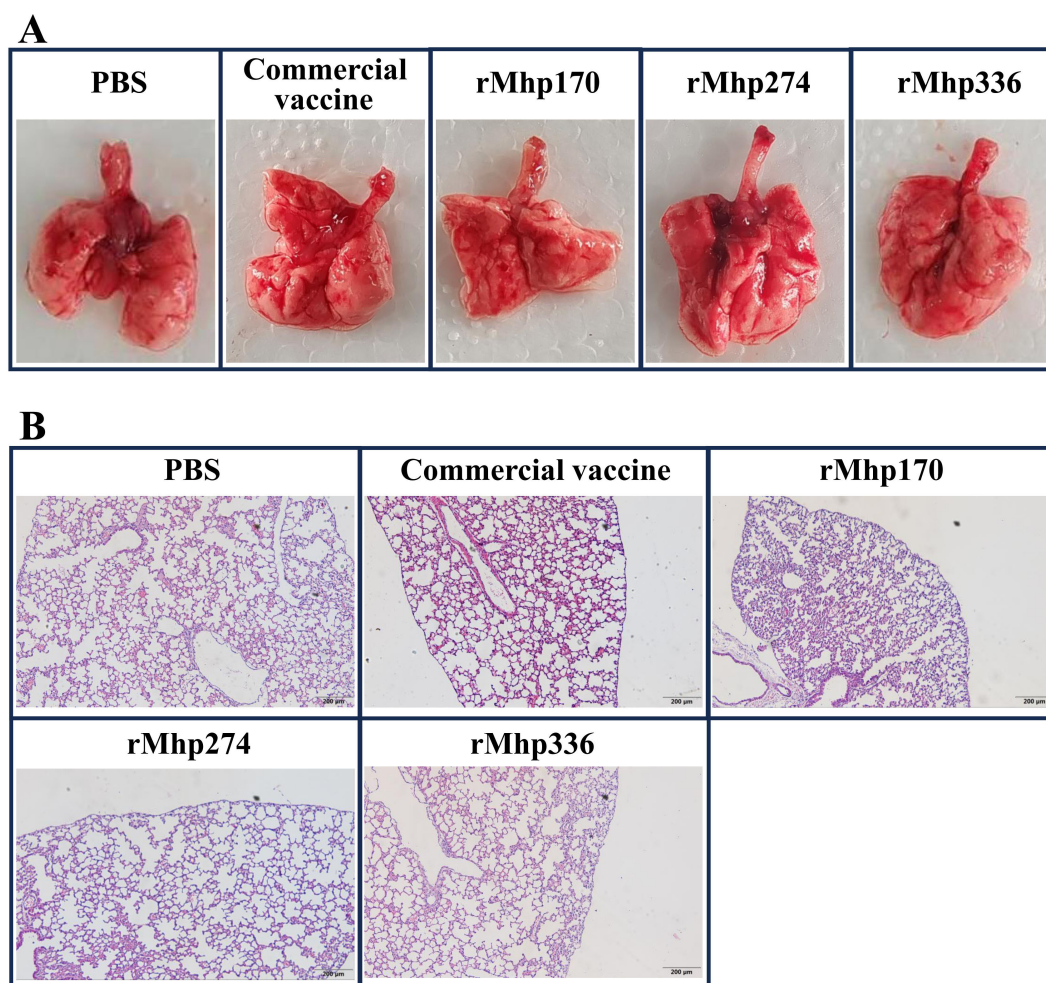 A
PBS
Commercial
vaccine
rMhp170
rMhp274
rMhp336
B
PBS
Commercial vaccine
rMhp170
200 µm
200 µm
200 µm
rMhp274
rMhp336
200 µm
200 µm